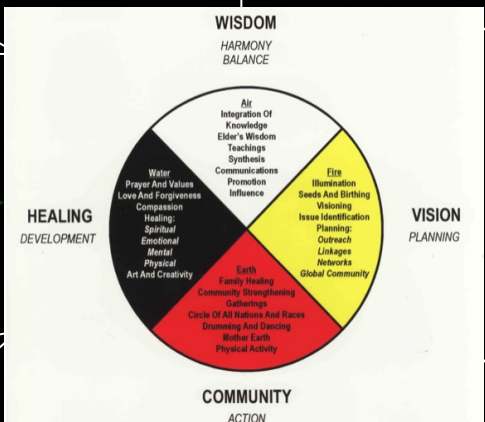 WISDOM
HARMONY
BALANCE
Air
Integration Of
Knowledge
Elder's Wisdom
Teachings
Synthesis
Communications
Promotion
Influence
HEALING
DEVELOPMENT
Water
Prayer And Values
Love And Forgiveness
Compassion
Healing:
Spiritual
Emotional
Mental
Physical
Art And Creativity
Fire
Illumination
Seeds And Birthing
Visioning
Issue Identification
Planning:
Outreach
Linkages
Networks
Global Community
VISION
PLANNING
Earth
Family Healing
Community Strengthening
Gatherings
Circle Of All Nations And Races
Drumming And Dancing
Mother Earth
Physical Activity
COMMUNITY
ACTION